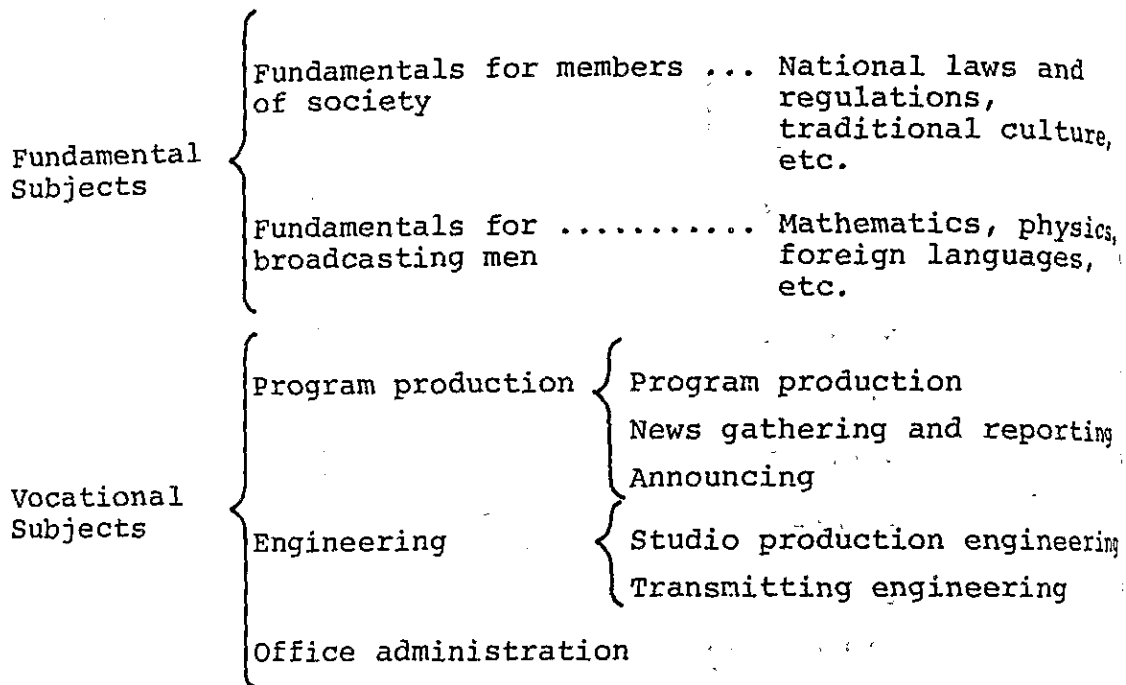 Fundamentals for members ... National laws and
of society regulations,
traditional culture,
etc.
Fundamental
Subjects
Fundamentals for ........... Mathematics, physics,
broadcasting men foreign languages,
etc.
Program production Program production
News gathering and reporting
Announcing
Vocational
Subjects
Engineering Studio production engineering
Transmitting engineering
Office administration